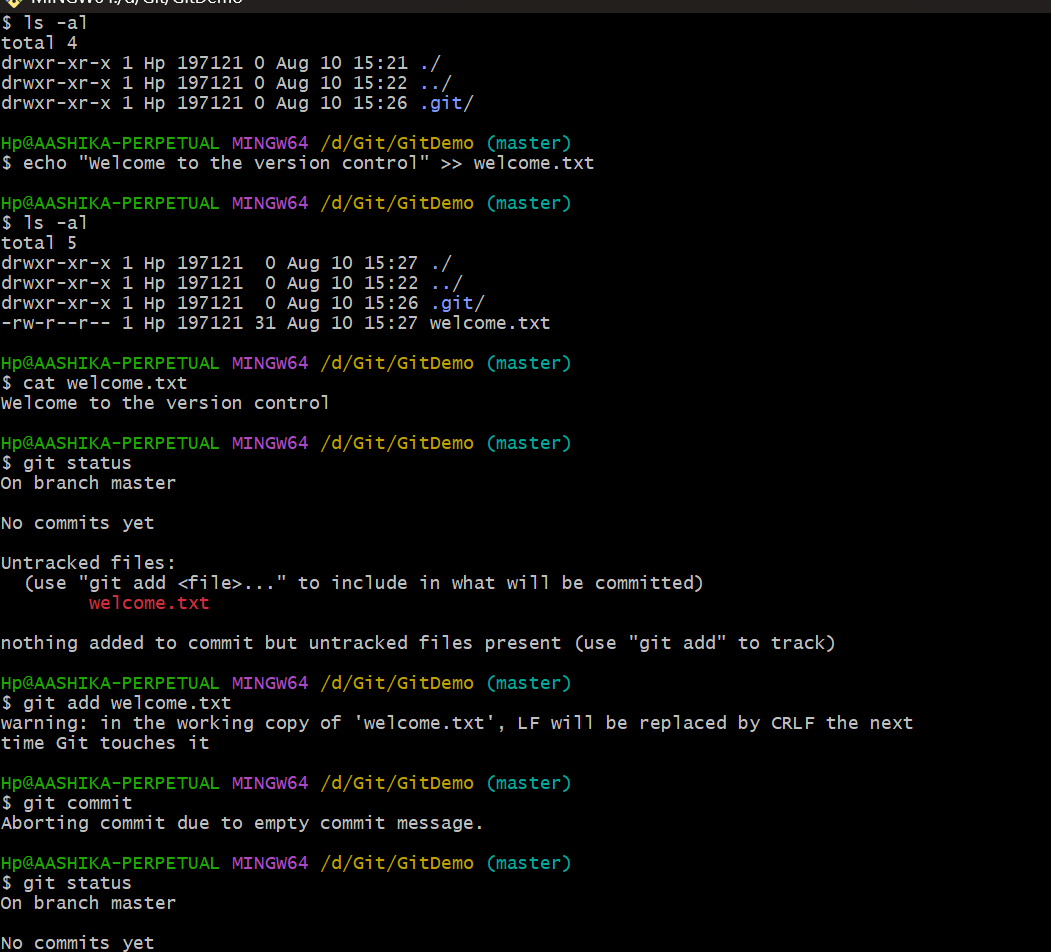 MINGW64:/d/Git/GitDemo
$ ls -al
total 4
drwxr-xr-x 1 Hp 197121 0 Aug 10 15:21 ./
drwxr-xr-x 1 Hp 197121 0 Aug 10 15:22 ../
drwxr-xr-x 1 Hp 197121 0 Aug 10 15:26 .git/
Hp@AASHIKA-PERPETUAL MINGW64 /d/Git/GitDemo (master)
$ echo "Welcome to the version control" >> welcome.txt
Hp@AASHIKA-PERPETUAL MINGW64 /d/Git/GitDemo (master)
$ ls -al
total 5
drwxr-xr-x 1 Hp 197121  0 Aug 10 15:27 ./
drwxr-xr-x 1 Hp 197121  0 Aug 10 15:22 ../
drwxr-xr-x 1 Hp 197121  0 Aug 10 15:26 .git/
-rw-r--r-- 1 Hp 197121 31 Aug 10 15:27 welcome.txt
Hp@AASHIKA-PERPETUAL MINGW64 /d/Git/GitDemo (master)
$ cat welcome.txt
Welcome to the version control
Hp@AASHIKA-PERPETUAL MINGW64 /d/Git/GitDemo (master)
$ git status
On branch master
No commits yet
Untracked files:
  (use "git add <file>..." to include in what will be committed)
        welcome.txt
nothing added to commit but untracked files present (use "git add" to track)
Hp@AASHIKA-PERPETUAL MINGW64 /d/Git/GitDemo (master)
$ git add welcome.txt
warning: in the working copy of 'welcome.txt', LF will be replaced by CRLF the next
time Git touches it
Hp@AASHIKA-PERPETUAL MINGW64 /d/Git/GitDemo (master)
$ git commit
Aborting commit due to empty commit message.
Hp@AASHIKA-PERPETUAL MINGW64 /d/Git/GitDemo (master)
$ git status
On branch master
No commits yet